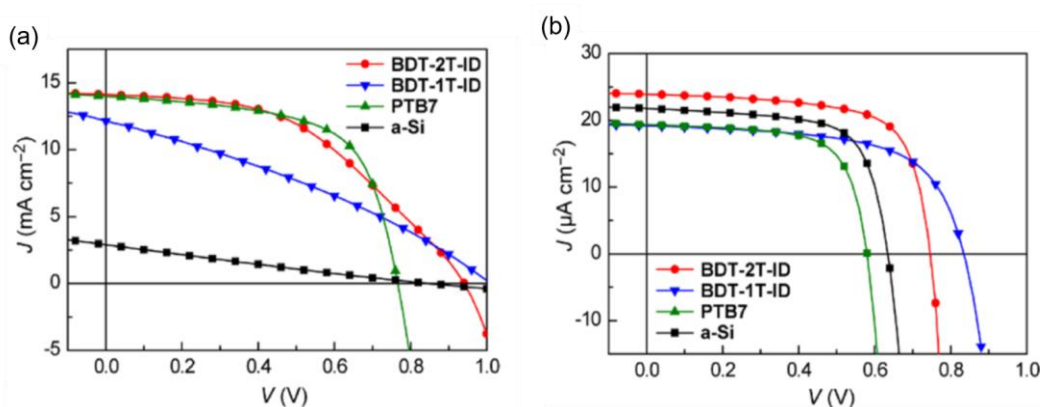 (a)
BDT-2T-ID
BDT-1T-ID
PTB7
a-Si
J (mA cm⁻²)
15
10
5
0
-5
0.0 0.2 0.4 0.6 0.8 1.0
V (V)
(b)
J (μA cm⁻²)
30
20
10
0
-10
BDT-2T-ID
BDT-1T-ID
PTB7
a-Si
0.0 0.2 0.4 0.6 0.8 1.0
V (V)